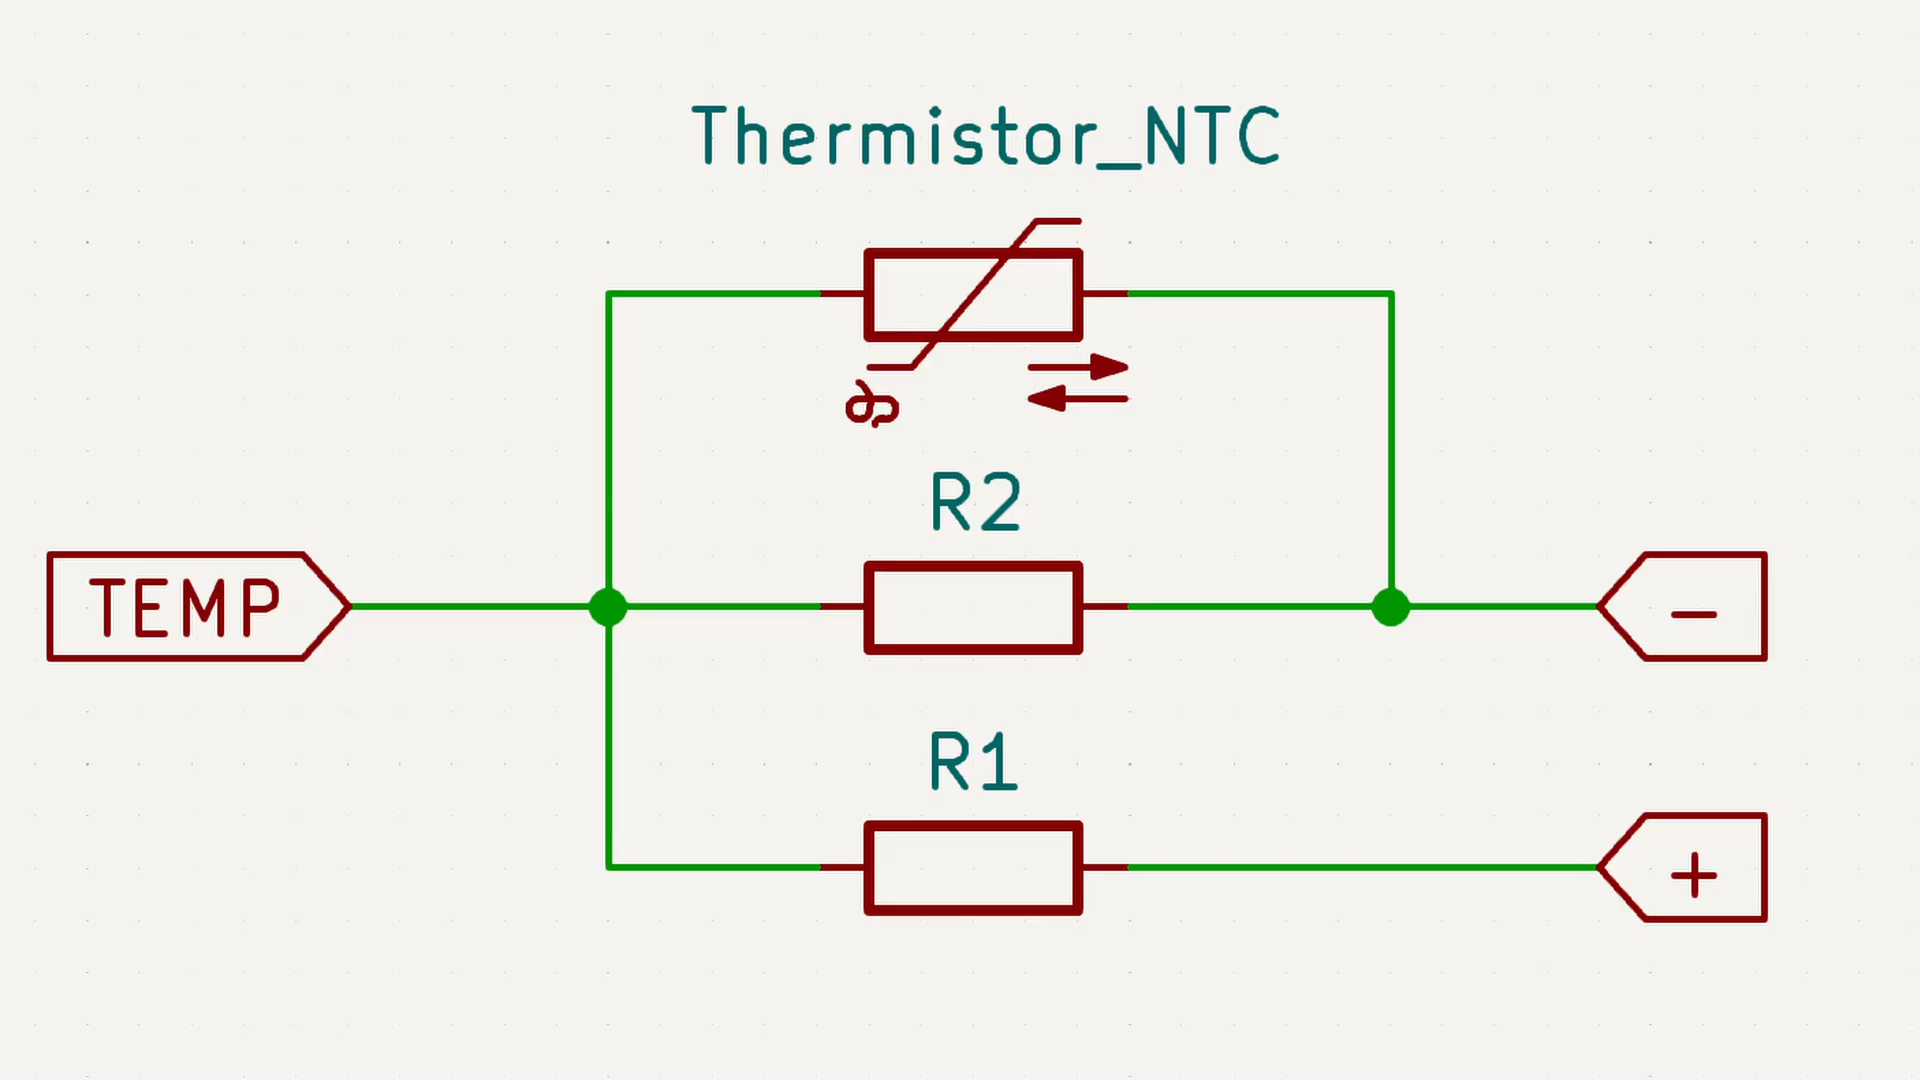 Thermistor_NTC
ϑ
R2
TEMP
−
R1
+